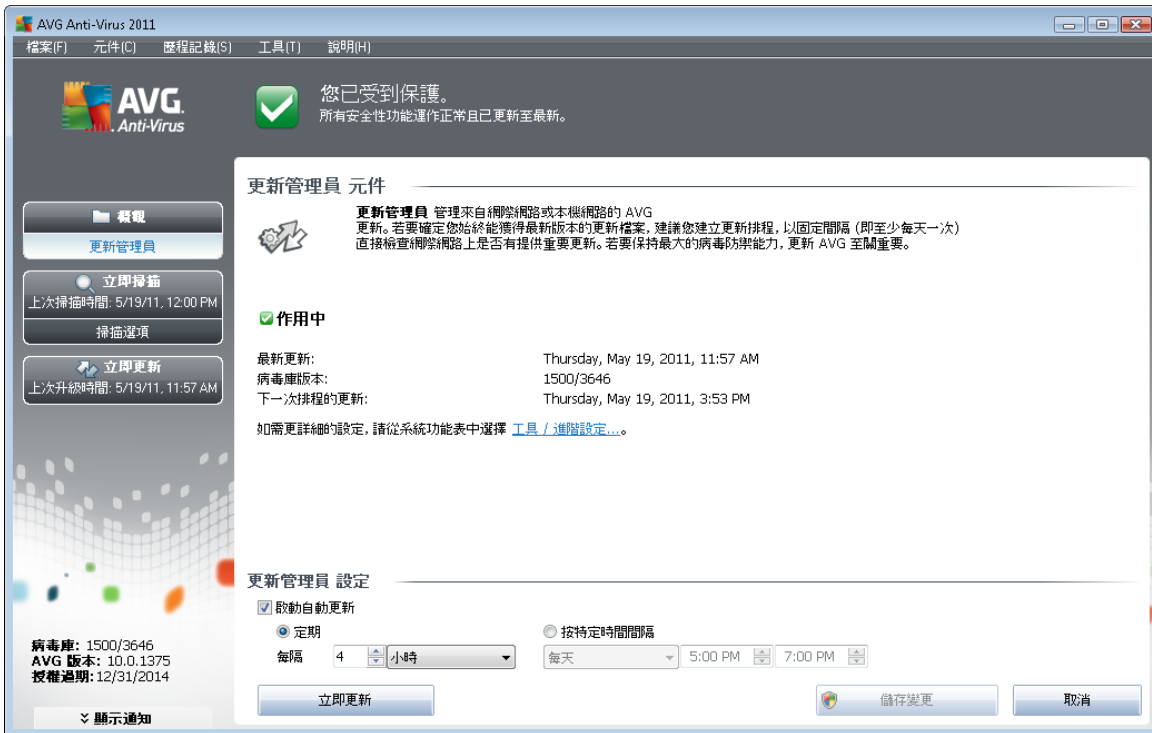 AVG Anti-Virus 2011
檔案(F) 元件(C) 歷程記錄(S) 工具(T) 說明(H)
AVG.
Anti-Virus
您已受到保護。
所有安全性功能運作正常且已更新至最新。
概觀
更新管理員
立即掃描
上次掃描時間: 5/19/11, 12:00 PM
掃描選項
立即更新
上次升級時間: 5/19/11, 11:57 AM
病毒庫: 1500/3646
AVG 版本: 10.0.1375
授權過期: 12/31/2014
顯示通知
更新管理員 元件
更新管理員 管理來自網際網路或本機網路的 AVG
更新。若要確定您始終能獲得最新版本的更新檔案, 建議您建立更新排程, 以固定間隔 (即至少每天一次)
直接檢查網際網路上是否有提供重要更新。若要保持最大的病毒防禦能力, 更新 AVG 至關重要。
作用中
最新更新: Thursday, May 19, 2011, 11:57 AM
病毒庫版本: 1500/3646
下一次排程的更新: Thursday, May 19, 2011, 3:53 PM
如需更詳細的設定, 請從系統功能表中選擇 工具 / 進階設定...。
更新管理員 設定
啟動自動更新
定期 按特定時間間隔
每隔 4 小時 每天 5:00 PM 7:00 PM
立即更新 儲存變更 取消